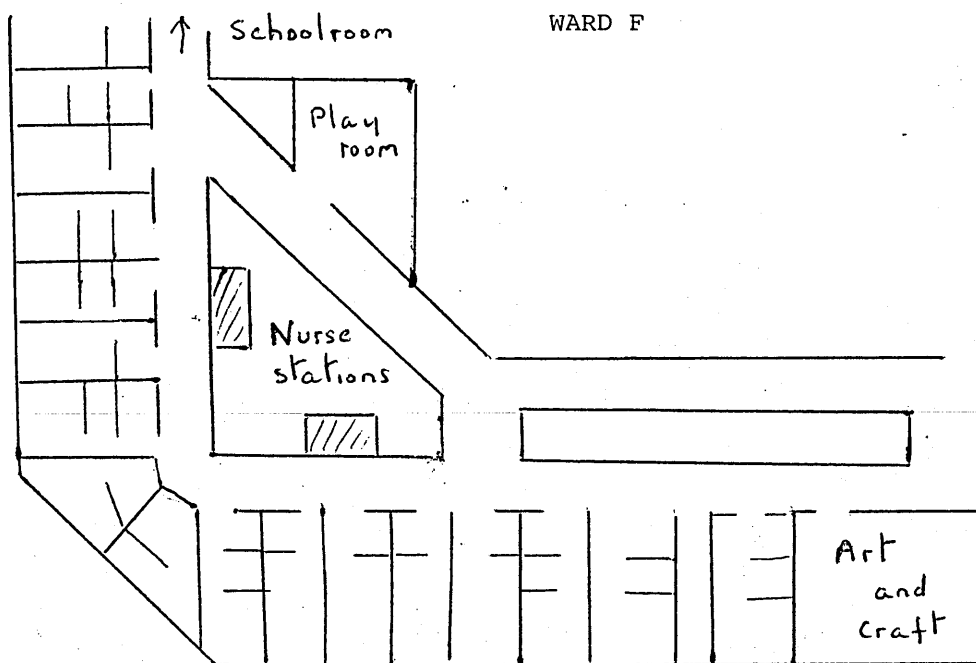 WARD F
Schoolroom
Play
room
Nurse
stations
Art
and
craft